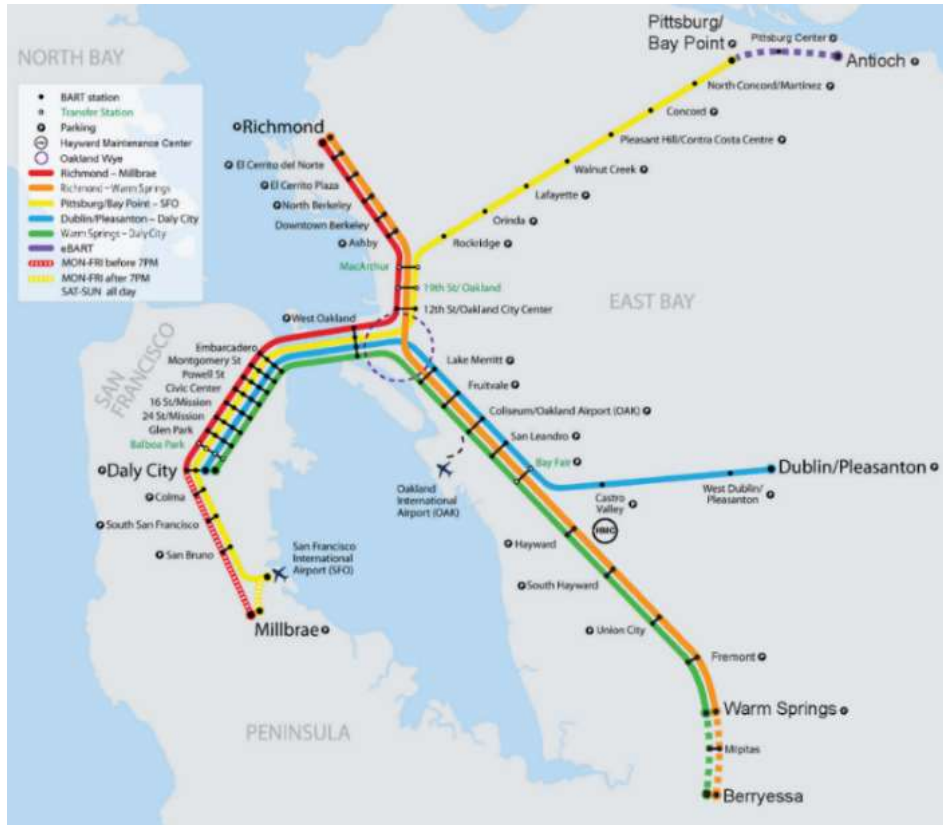 NORTH BAY
BART station
Transfer Station
Parking
HMC
Hayward Maintenance Center
Oakland Wye
Richmond – Millbrae
Richmond – Warm Springs
Pittsburg/Bay Point – SFO
Dublin/Pleasanton – Daly City
Warm Springs – Daly City
eBART
MON-FRI before 7PM
MON-FRI after 7PM
SAT-SUN all day
Pittsburg/
Bay Point P
Pittsburg Center P
Antioch P
North Concord/Martinez P
Concord P
Pleasant Hill/Contra Costa Centre P
Walnut Creek P
Lafayette P
Orinda P
Rockridge P
P Richmond
P El Cerrito del Norte
P El Cerrito Plaza
P North Berkeley
Downtown Berkeley
P Ashby
MacArthur
19th St/ Oakland
12th St/Oakland City Center
EAST BAY
P West Oakland
SAN
FRANCISCO
Embarcadero
Montgomery St
Powell St
Civic Center
16 St/Mission
24 St/Mission
Glen Park
Balboa Park
P Daly City
P Colma
P South San Francisco
P San Bruno
San Francisco
International
Airport (SFO)
Millbrae P
Lake Merritt P
Fruitvale P
Coliseum/Oakland Airport (OAK) P
San Leandro P
Bay Fair P
Oakland
International
Airport (OAK)
Castro
Valley
P
West Dublin/
Pleasanton
P
Dublin/Pleasanton P
HMC
P Hayward
P South Hayward
P Union City
Fremont P
Warm Springs P
Milpitas
Berryessa
PENINSULA